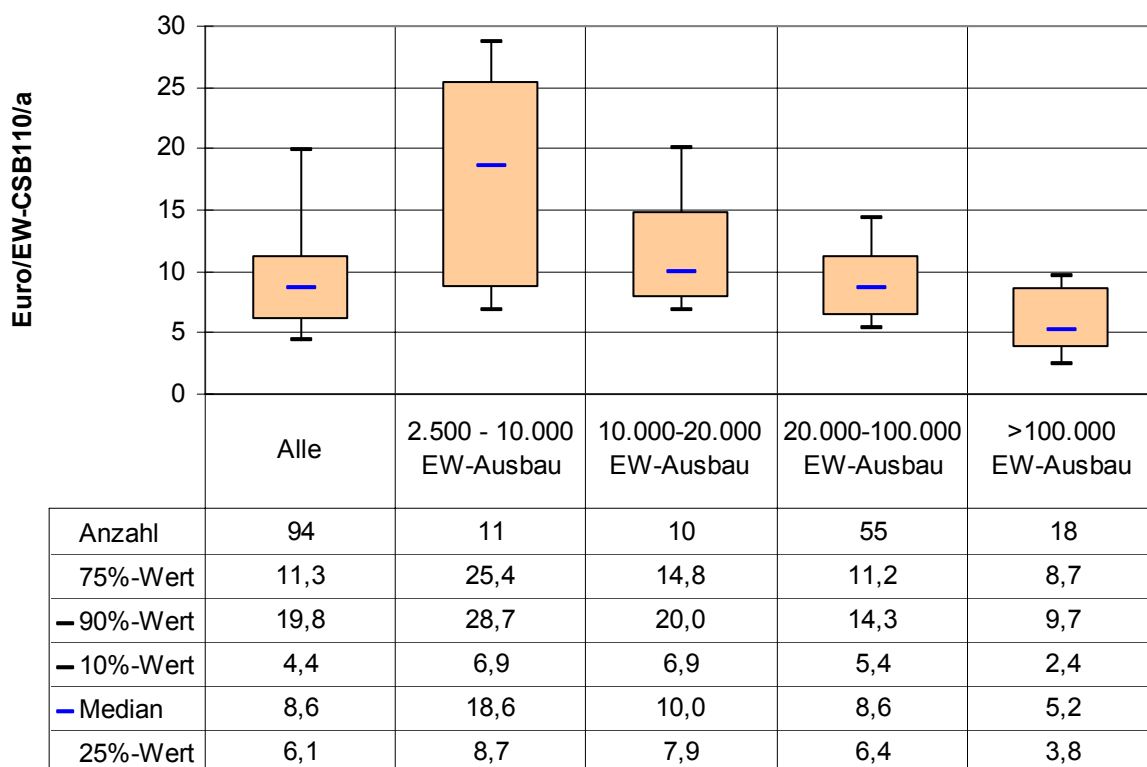 Euro/EW-CSB110/a
30
25
20
15
10
5
0
Alle
2.500 - 10.000
EW-Ausbau
10.000-20.000
EW-Ausbau
20.000-100.000
EW-Ausbau
>100.000
EW-Ausbau
Anzahl 94 11 10 55 18
75%-Wert 11,3 25,4 14,8 11,2 8,7
90%-Wert 19,8 28,7 20,0 14,3 9,7
10%-Wert 4,4 6,9 6,9 5,4 2,4
Median 8,6 18,6 10,0 8,6 5,2
25%-Wert 6,1 8,7 7,9 6,4 3,8